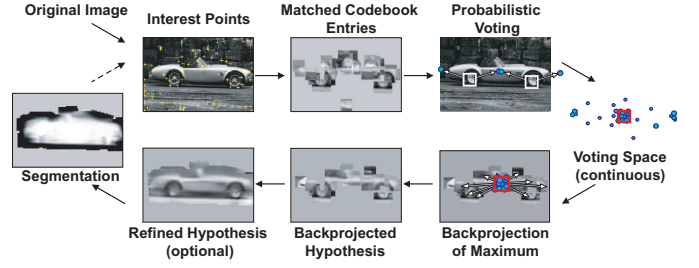 Original Image
Interest Points
Matched Codebook
Entries
Probabilistic
Voting
Voting Space
(continuous)
Segmentation
Refined Hypothesis
(optional)
Backprojected
Hypothesis
Backprojection
of Maximum